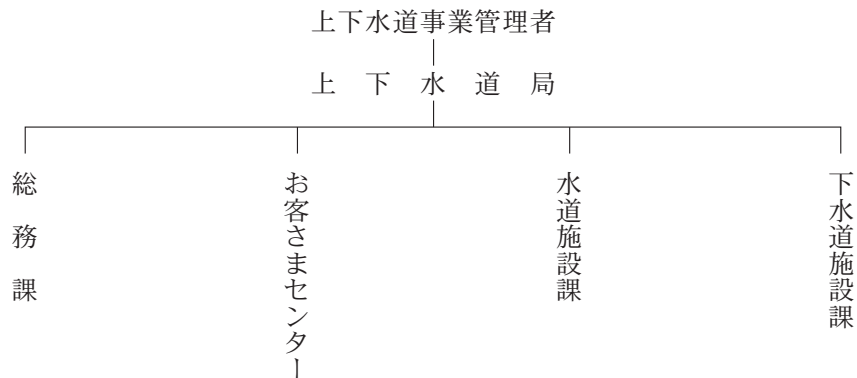 上下水道事業管理者
上下水道局
総務課
お客さまセンター
水道施設課
下水道施設課